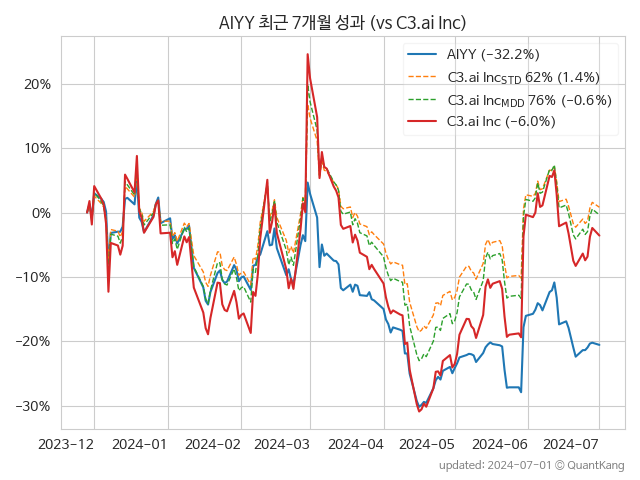 AIYY 최근 7개월 성과 (vs C3.ai Inc)
AIYY (−32.2%)
C3.ai Inc_STD 62% (1.4%)
C3.ai Inc_MDD 76% (−0.6%)
C3.ai Inc (−6.0%)
20%
10%
0%
−10%
−20%
−30%
2023−12 2024−01 2024−02 2024−03 2024−04 2024−05 2024−06 2024−07
updated: 2024−07−01 © QuantKang